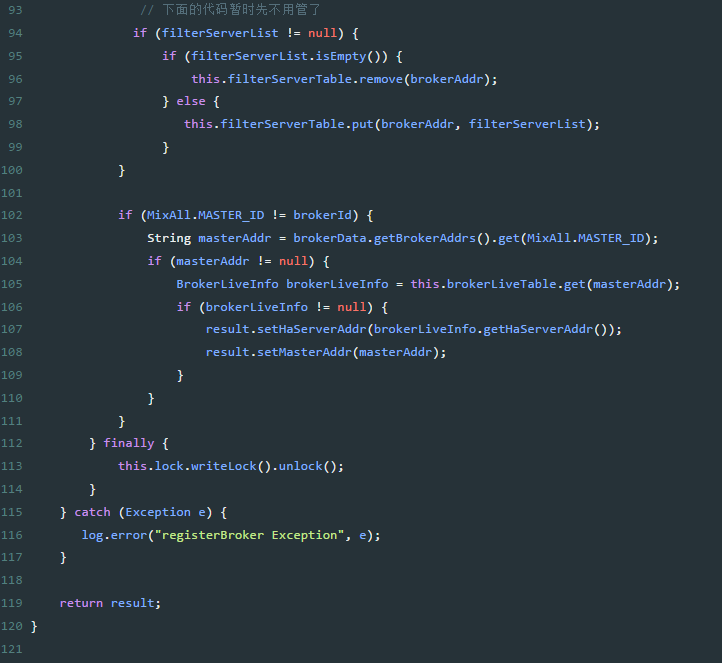 93 // 下面的代码暂时先不用管了
94 if (filterServerList != null) {
95 if (filterServerList.isEmpty()) {
96 this.filterServerTable.remove(brokerAddr);
97 } else {
98 this.filterServerTable.put(brokerAddr, filterServerList);
99 }
100 }
101
102 if (MixAll.MASTER_ID != brokerId) {
103 String masterAddr = brokerData.getBrokerAddrs().get(MixAll.MASTER_ID);
104 if (masterAddr != null) {
105 BrokerLiveInfo brokerLiveInfo = this.brokerLiveTable.get(masterAddr);
106 if (brokerLiveInfo != null) {
107 result.setHaServerAddr(brokerLiveInfo.getHaServerAddr());
108 result.setMasterAddr(masterAddr);
109 }
110 }
111 }
112 } finally {
113 this.lock.writeLock().unlock();
114 }
115 } catch (Exception e) {
116 log.error("registerBroker Exception", e);
117 }
118
119 return result;
120 }
121